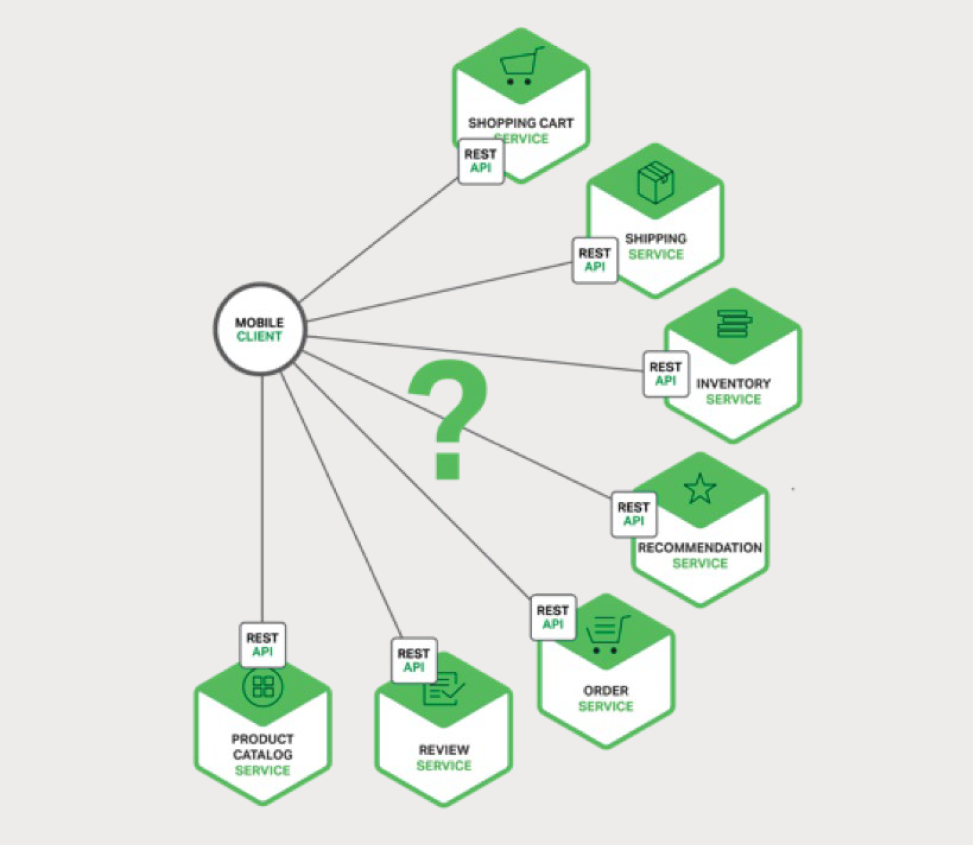 SHOPPING CART
SERVICE
REST
API
SHIPPING
SERVICE
REST
API
MOBILE
CLIENT
REST
API
INVENTORY
SERVICE
?
REST
API
RECOMMENDATION
SERVICE
REST
API
ORDER
SERVICE
REST
API
REVIEW
SERVICE
REST
API
PRODUCT
CATALOG
SERVICE